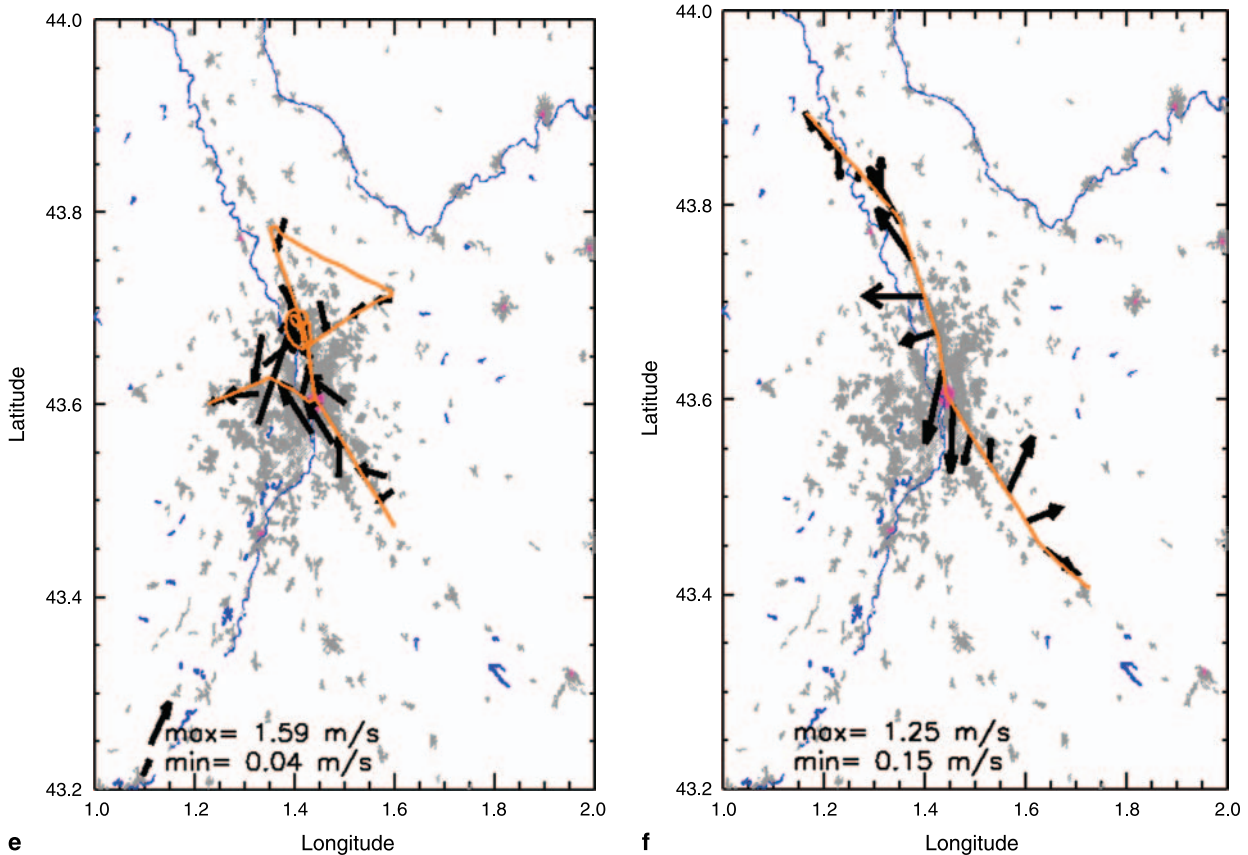 44.0
43.8
43.6
43.4
43.2
Latitude
max= 1.59 m/s
min= 0.04 m/s
1.0 1.2 1.4 1.6 1.8 2.0
Longitude
e
44.0
43.8
43.6
43.4
43.2
Latitude
max= 1.25 m/s
min= 0.15 m/s
1.0 1.2 1.4 1.6 1.8 2.0
Longitude
f